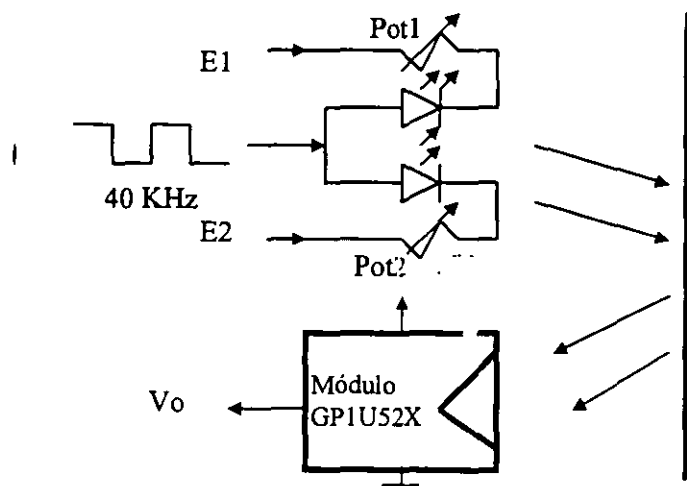 Pot1
E1
40 KHz
E2
Pot2
Módulo
GP1U52X
Vo